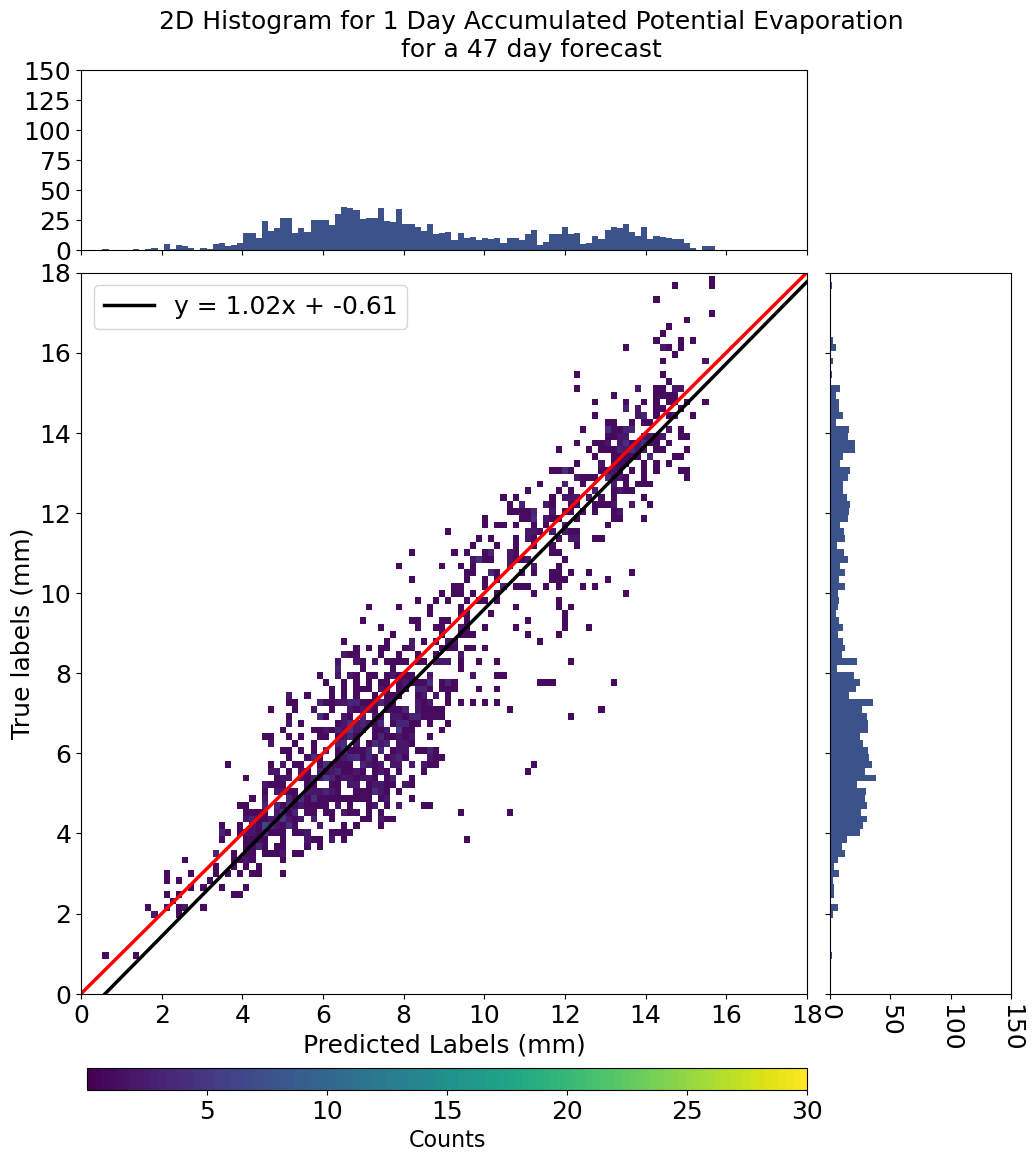 2D Histogram for 1 Day Accumulated Potential Evaporation
for a 47 day forecast
150
125
100
75
50
25
0
18
16
14
12
10
8
6
4
2
0
True labels (mm)
y = 1.02x + -0.61
0 2 4 6 8 10 12 14 16 18
Predicted Labels (mm)
0 50 100 150
5 10 15 20 25 30
Counts